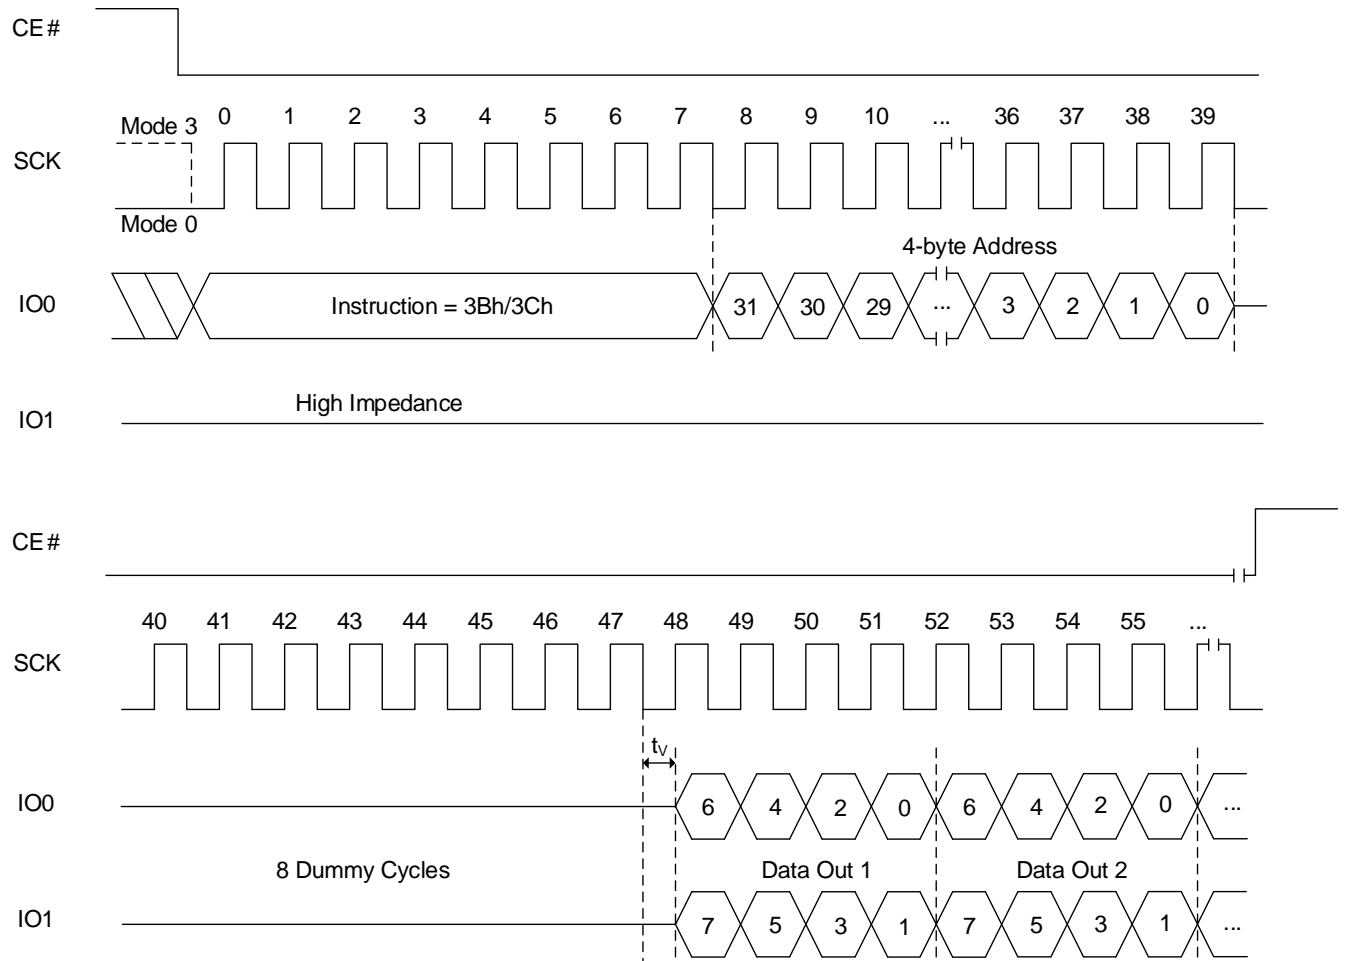 CE#
Mode 3 0 1 2 3 4 5 6 7 8 9 10 ... 36 37 38 39
SCK
Mode 0
4-byte Address
IO0 Instruction = 3Bh/3Ch 31 30 29 ... 3 2 1 0
High Impedance
IO1
CE#
40 41 42 43 44 45 46 47 48 49 50 51 52 53 54 55 ...
SCK
tV
IO0 6 4 2 0 6 4 2 0 ...
8 Dummy Cycles Data Out 1 Data Out 2
IO1 7 5 3 1 7 5 3 1 ...